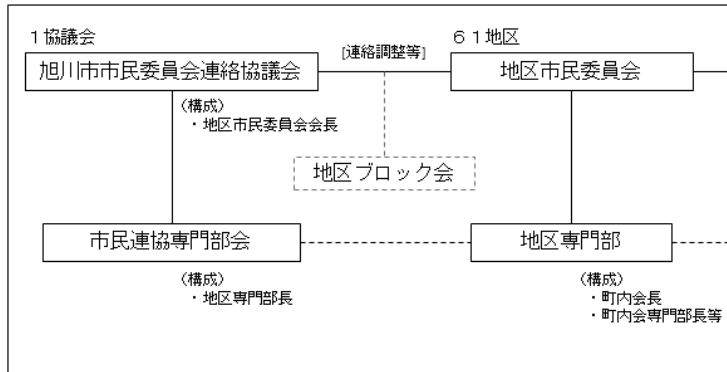 １協議会
[連絡調整等]
６１地区
旭川市市民委員会連絡協議会
地区市民委員会
（構成）
・地区市民委員会会長
地区ブロック会
市民連協専門部会
地区専門部
（構成）
・地区専門部長
（構成）
・町内会長
・町内会専門部長等